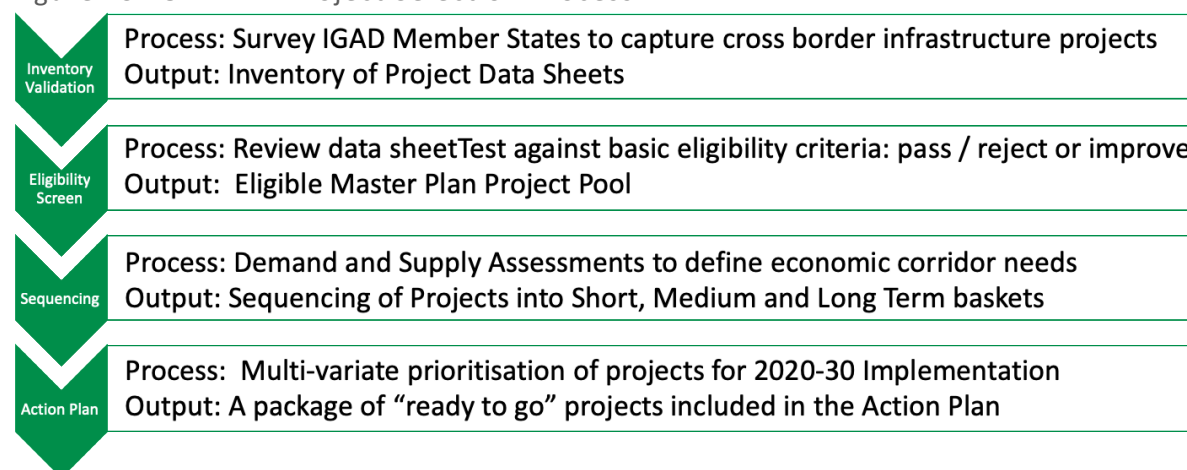 Inventory
Validation
Process: Survey IGAD Member States to capture cross border infrastructure projects
Output: Inventory of Project Data Sheets
Eligibility
Screen
Process: Review data sheetTest against basic eligibility criteria: pass / reject or improve
Output:  Eligible Master Plan Project Pool
Sequencing
Process: Demand and Supply Assessments to define economic corridor needs
Output: Sequencing of Projects into Short, Medium and Long Term baskets
Action Plan
Process:  Multi-variate prioritisation of projects for 2020-30 Implementation
Output: A package of “ready to go” projects included in the Action Plan